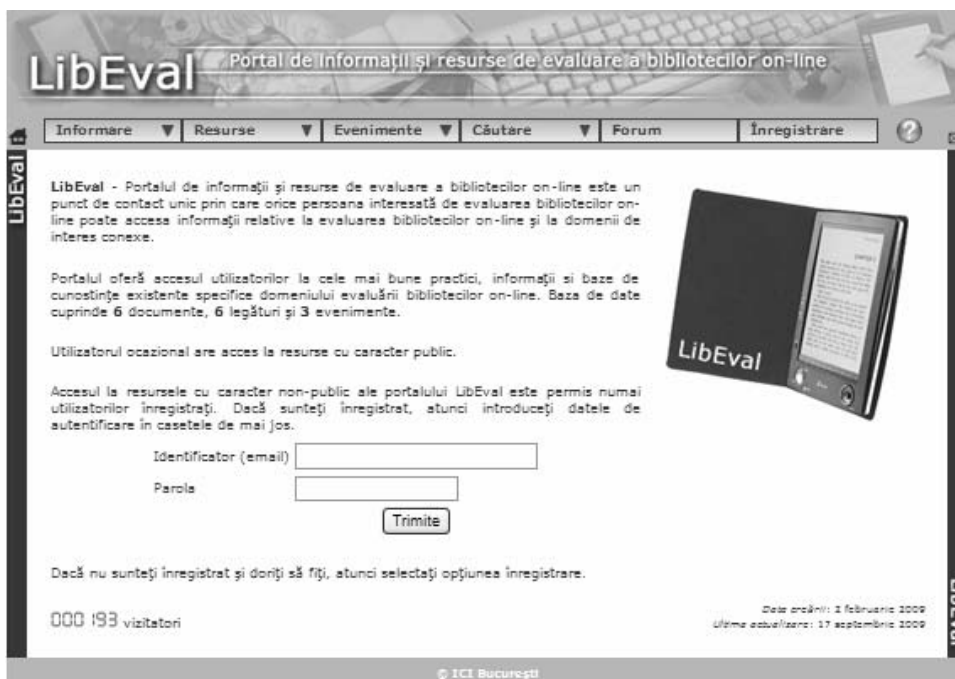 LibEval
Portal de informaţii şi resurse de evaluare a bibliotecilor on-line
Informare Resurse Evenimente Căutare Forum Înregistrare ?
LibEval
LibEval - Portalul de informaţii şi resurse de evaluare a bibliotecilor on-line este un
punct de contact unic prin care orice persoana interesată de evaluarea bibliotecilor on-
line poate accesa informaţii relative la evaluarea bibliotecilor on-line şi la domenii de
interes conexe.
Portalul oferă accesul utilizatorilor la cele mai bune practici, informaţii si baze de
cunostinţe existente specifice domeniului evaluării bibliotecilor on-line. Baza de date
cuprinde 6 documente, 6 legături şi 3 evenimente.
Utilizatorul ocazional are acces la resurse cu caracter public.
Accesul la resursele cu caracter non-public ale portalului LibEval este permis numai
utilizatorilor înregistraţi. Dacă sunteţi înregistrat, atunci introduceţi datele de
autentificare în casetele de mai jos.
Identificator (email)
Parola
Trimite
LibEval
Dacă nu sunteţi înregistrat şi doriţi să fiţi, atunci selectaţi opţiunea înregistrare.
000193 vizitatori
Data creării: 2 februarie 2009
Ultima actualizare: 17 septembrie 2009
© ICI Bucureşti